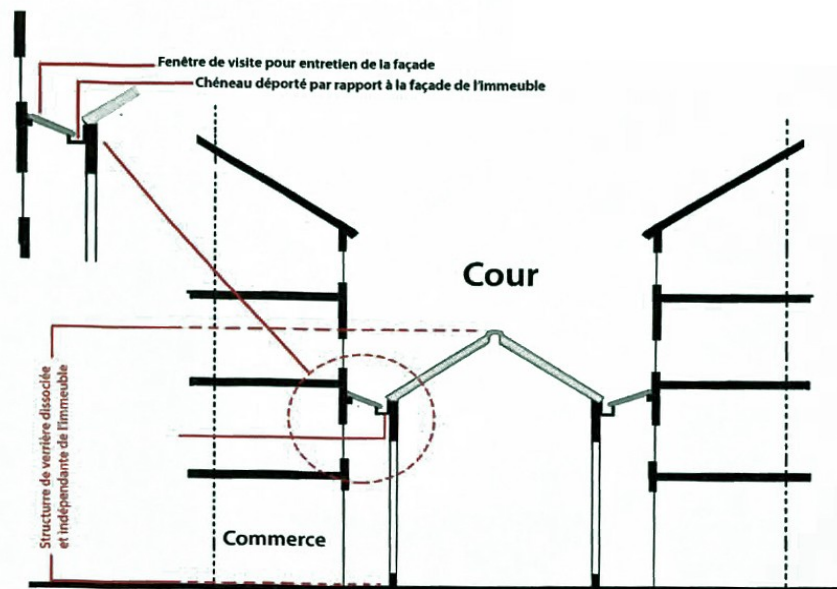 Fenêtre de visite pour entretien de la façade
Chéneau déporté par rapport à la façade de l'immeuble
Cour
Structurre de verrière dissociée
et indépendante de l'immeuble
Commerce